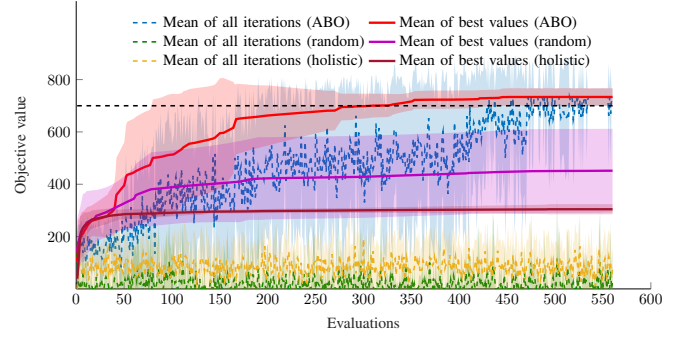 Mean of all iterations (ABO) Mean of best values (ABO)
Mean of all iterations (random) Mean of best values (random)
Mean of all iterations (holistic) Mean of best values (holistic)
800
600
400
200
Objective value
0 50 100 150 200 250 300 350 400 450 500 550 600
Evaluations